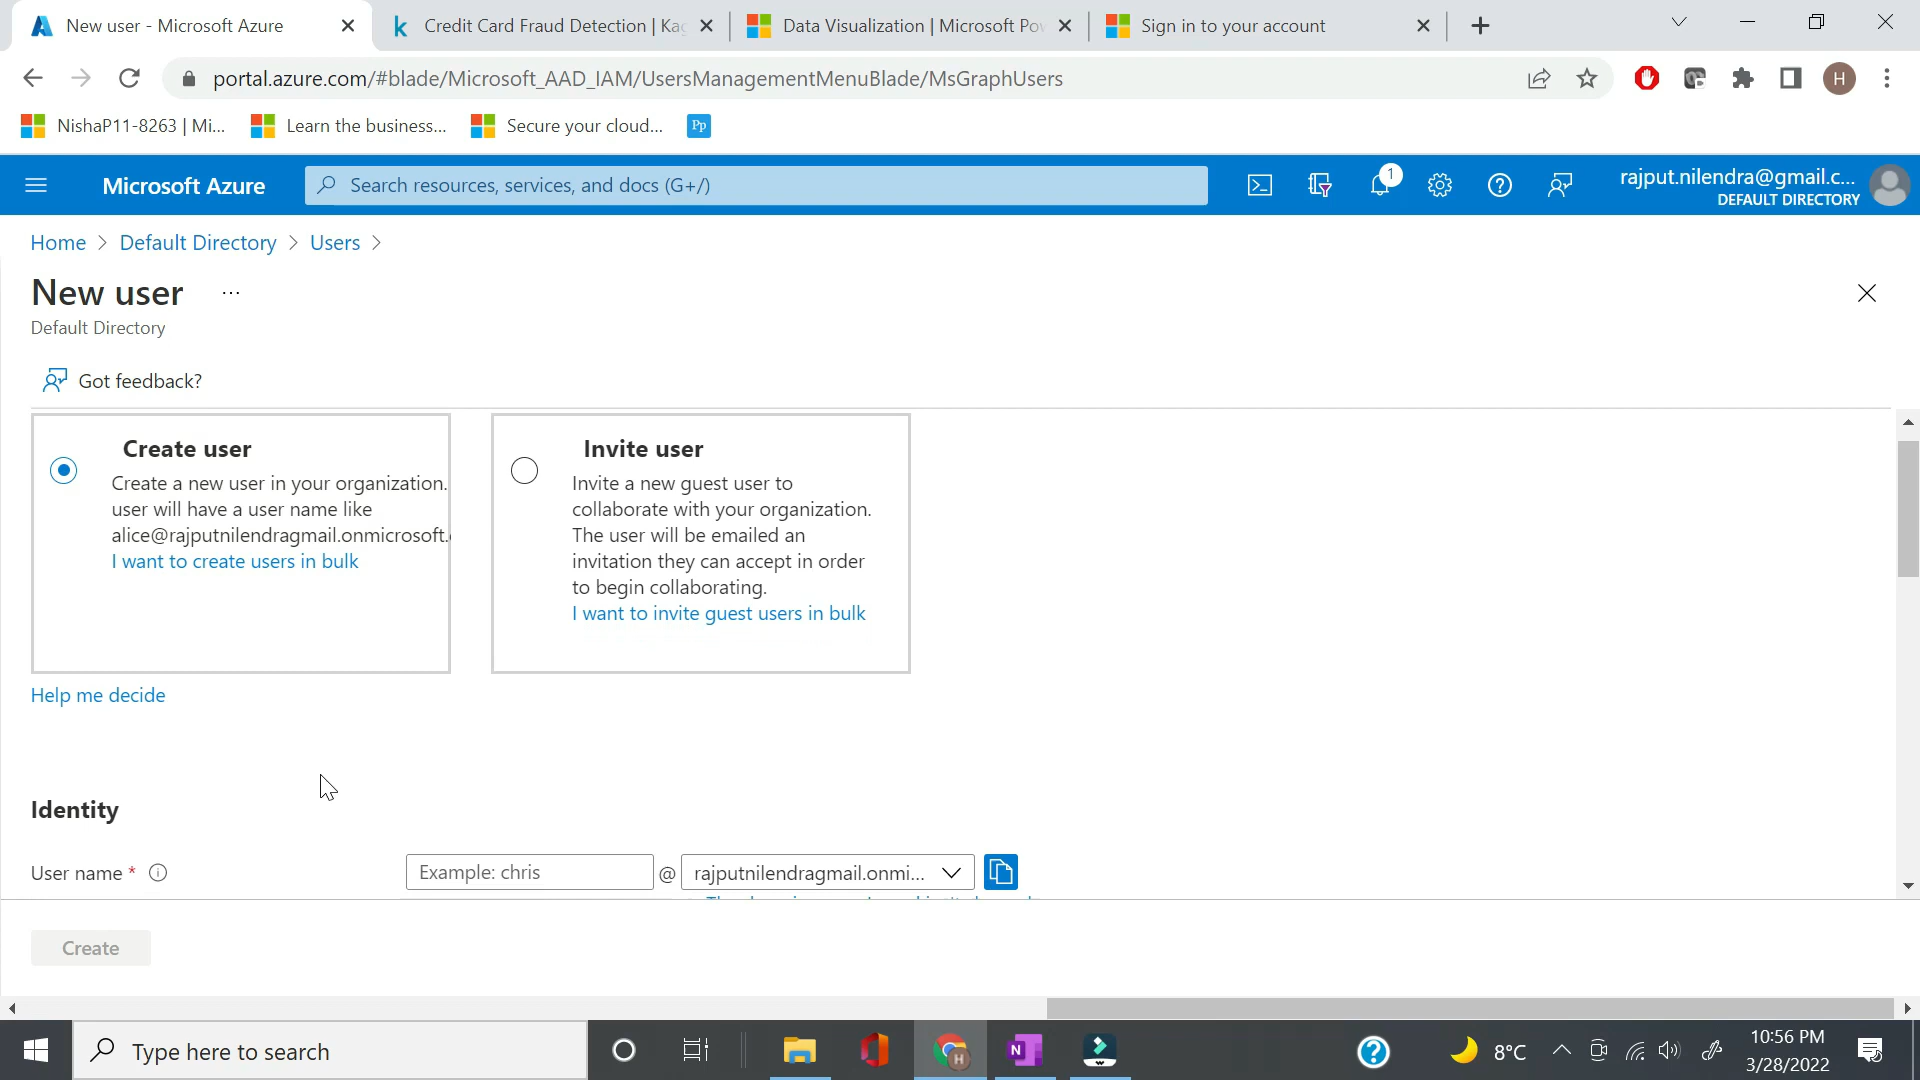 New user - Microsoft Azure
Credit Card Fraud Detection | Kag
Data Visualization | Microsoft Pow
Sign in to your account
portal.azure.com/#blade/Microsoft_AAD_IAM/UsersManagementMenuBlade/MsGraphUsers
H
NishaP11-8263 | Mi...
Learn the business...
Secure your cloud...
Pp
Microsoft Azure
Search resources, services, and docs (G+/)
1
rajput.nilendra@gmail.c...
DEFAULT DIRECTORY
Home > Default Directory > Users >
New user ...
Default Directory
Got feedback?
Create user
Create a new user in your organization.
user will have a user name like
alice@rajputnilendragmail.onmicrosoft.
I want to create users in bulk
Invite user
Invite a new guest user to
collaborate with your organization.
The user will be emailed an
invitation they can accept in order
to begin collaborating.
I want to invite guest users in bulk
Help me decide
Identity
User name *
Example: chris
@
rajputnilendragmail.onmi...
Create
Type here to search
H
N
8°C
10:56 PM
3/28/2022